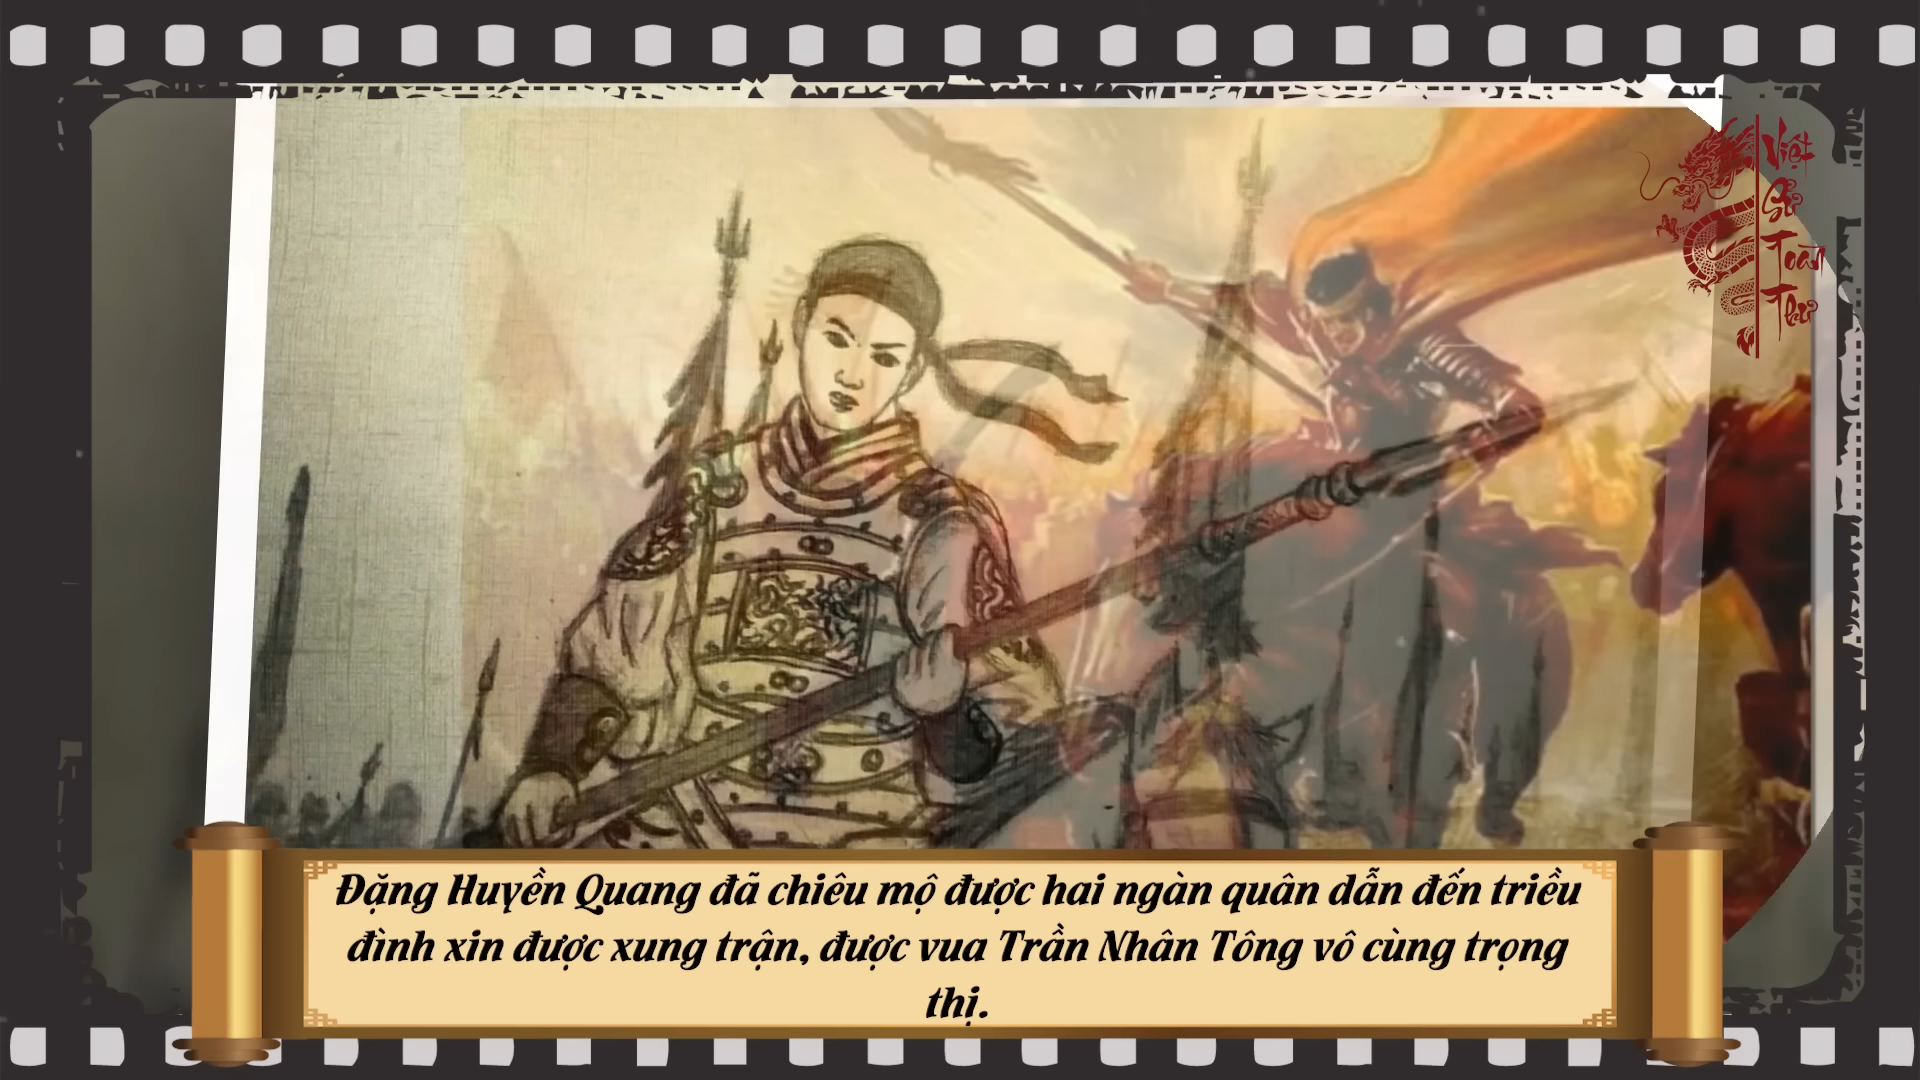 Việt
Sử
Toàn
Thư
Đặng Huyền Quang đã chiêu mộ được hai ngàn quân dẫn đến triều
đình xin được xung trận, được vua Trần Nhân Tông vô cùng trọng
thị.